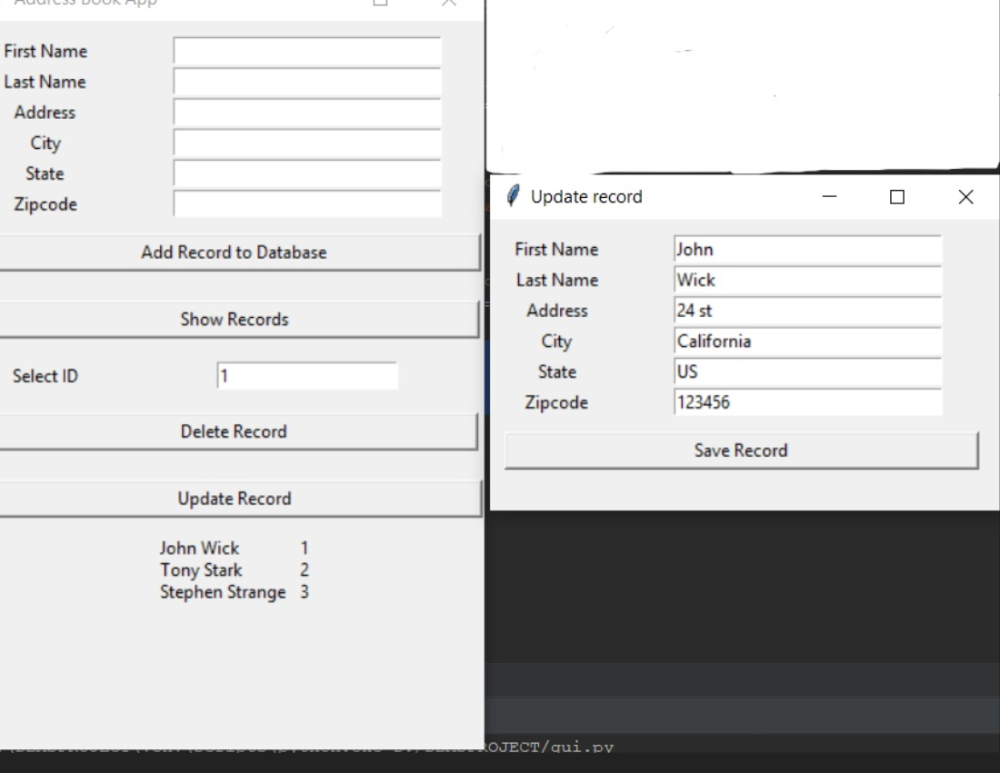 Address Book App
First Name
Last Name
Address
City
State
Zipcode
Add Record to Database
Show Records
Select ID 1
Delete Record
Update Record
John Wick 1
Tony Stark 2
Stephen Strange 3
Update record
First Name John
Last Name Wick
Address 24 st
City California
State US
Zipcode 123456
Save Record
ROJECT/gui.py